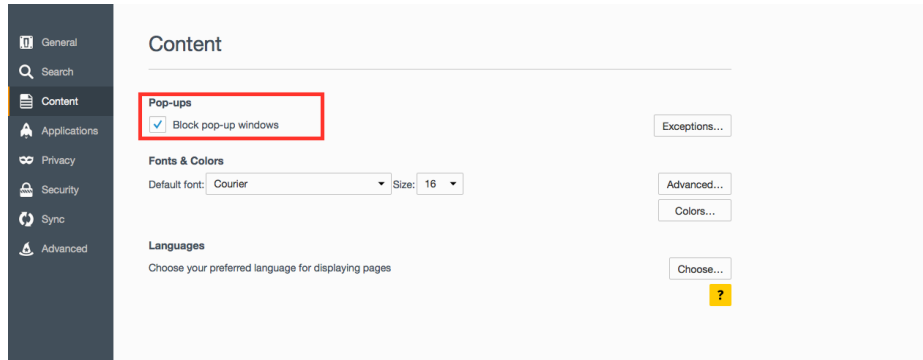 General
Search
Content
Applications
Privacy
Security
Sync
Advanced
Content
Pop-ups
Block pop-up windows
Exceptions...
Fonts & Colors
Default font: Courier Size: 16
Advanced...
Colors...
Languages
Choose your preferred language for displaying pages
Choose...
?